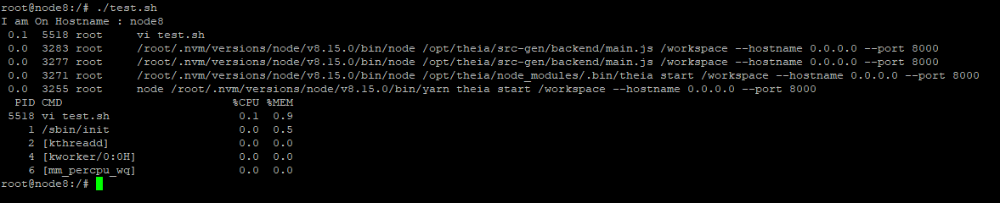 root@node8:/# ./test.sh
I am On Hostname : node8
 0.1  5518 root     vi test.sh
 0.0  3283 root     /root/.nvm/versions/node/v8.15.0/bin/node /opt/theia/src-gen/backend/main.js /workspace --hostname 0.0.0.0 --port 8000
 0.0  3277 root     /root/.nvm/versions/node/v8.15.0/bin/node /opt/theia/src-gen/backend/main.js /workspace --hostname 0.0.0.0 --port 8000
 0.0  3271 root     /root/.nvm/versions/node/v8.15.0/bin/node /opt/theia/node_modules/.bin/theia start /workspace --hostname 0.0.0.0 --port 8000
 0.0  3255 root     node /root/.nvm/versions/node/v8.15.0/bin/yarn theia start /workspace --hostname 0.0.0.0 --port 8000
  PID CMD                         %CPU %MEM
 5518 vi test.sh                   0.1  0.9
    1 /sbin/init                   0.0  0.5
    2 [kthreadd]                   0.0  0.0
    4 [kworker/0:0H]               0.0  0.0
    6 [mm_percpu_wq]               0.0  0.0
root@node8:/#